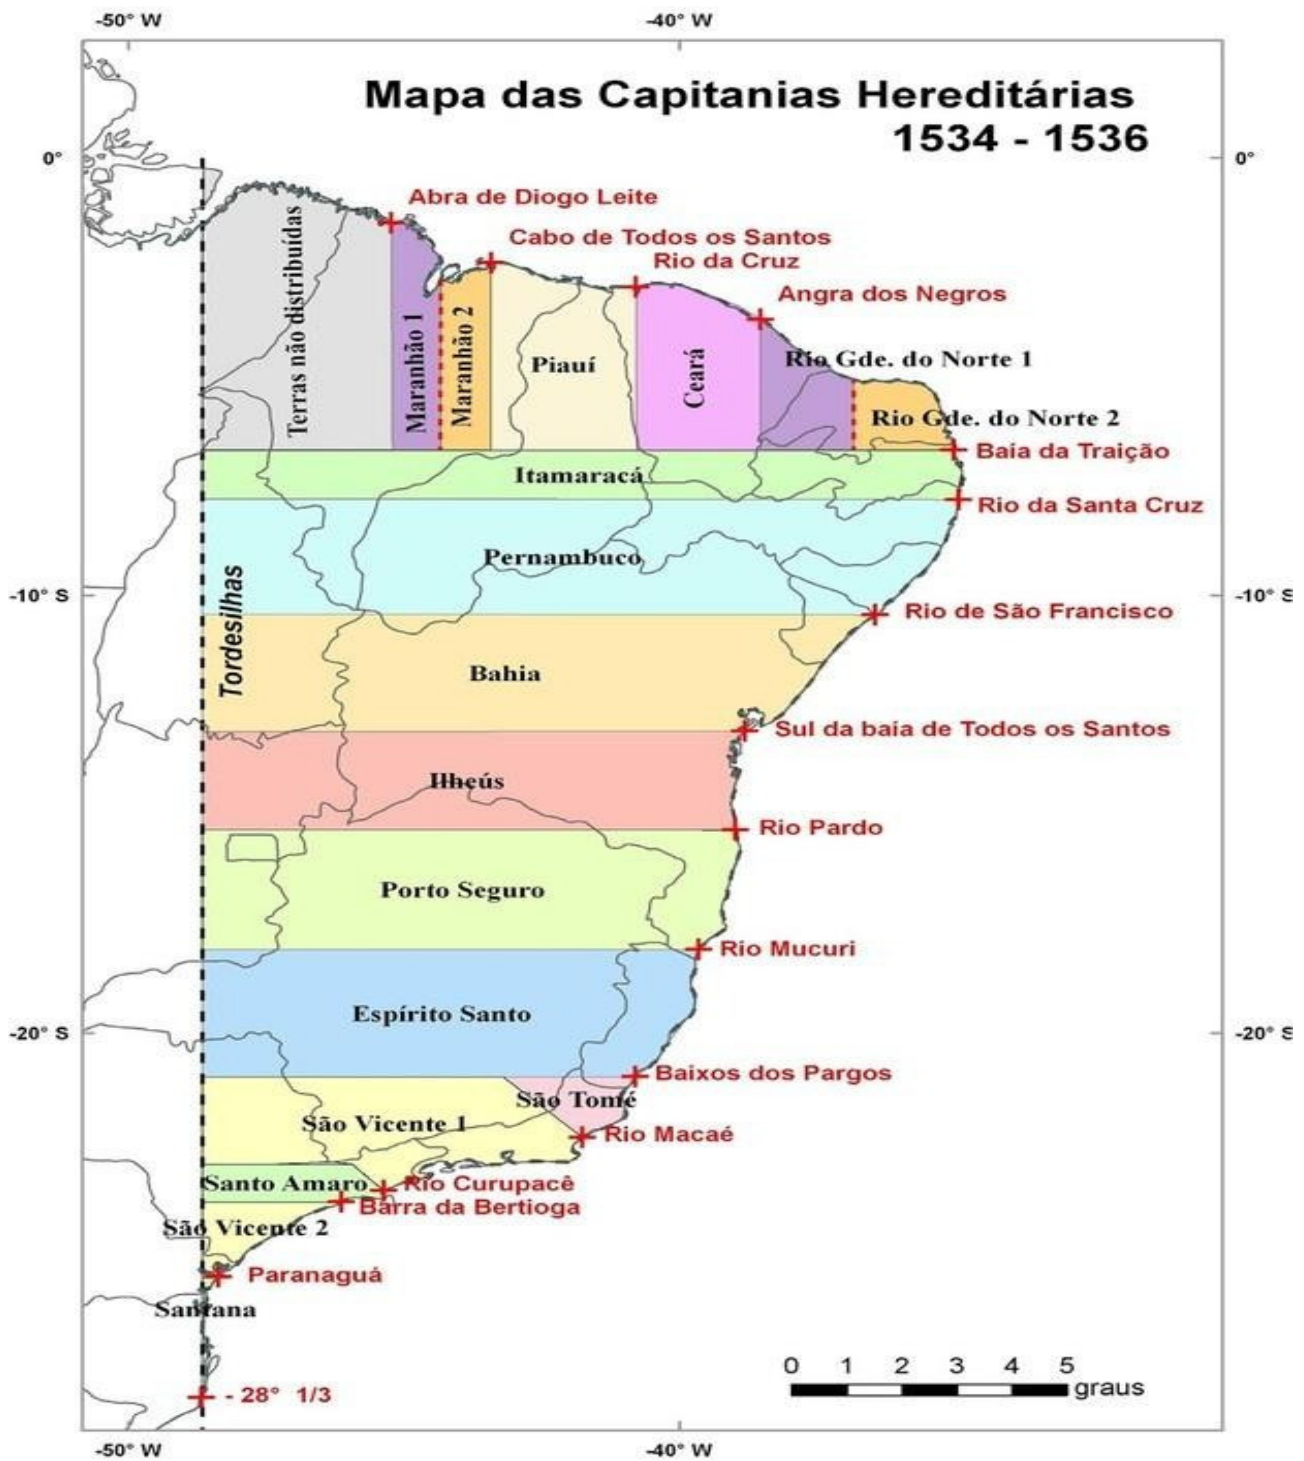 -50° W
-40° W
Mapa das Capitanias Hereditárias
1534 - 1536
0°
0°
Abra de Diogo Leite
Cabo de Todos os Santos
Rio da Cruz
Angra dos Negros
Terras não distribuídas
Maranhão 1
Maranhão 2
Piauí
Ceará
Rio Gde. do Norte 1
Rio Gde. do Norte 2
Baia da Traição
Itamaracá
Rio da Santa Cruz
Pernambuco
-10° S
-10° S
Tordesilhas
Rio de São Francisco
Bahia
Sul da baia de Todos os Santos
Ilheús
Rio Pardo
Porto Seguro
Rio Mucuri
Espírito Santo
-20° S
-20° S
Baixos dos Pargos
São Tomé
São Vicente 1
Rio Macaé
Santo Amaro
Rio Curupacê
Barra da Bertioga
São Vicente 2
Paranaguá
Santana
0 1 2 3 4 5
graus
- 28° 1/3
-50° W
-40° W